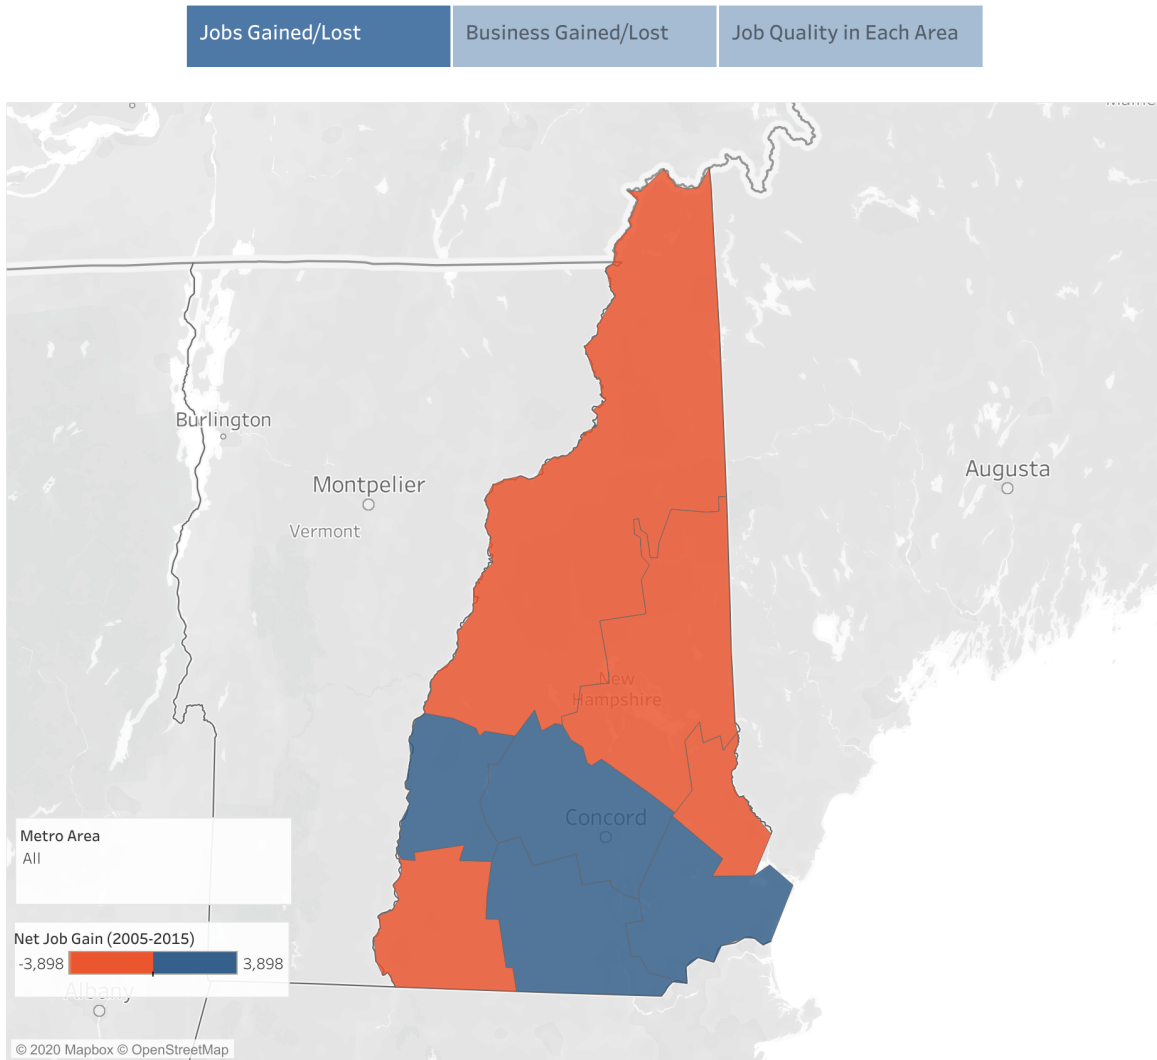 Jobs Gained/Lost
Business Gained/Lost
Job Quality in Each Area
Maine
Burlington
Montpelier
Vermont
Augusta
New
Hampshire
Concord
Metro Area
All
Net Job Gain (2005-2015)
-3,898
3,898
Albany
© 2020 Mapbox © OpenStreetMap